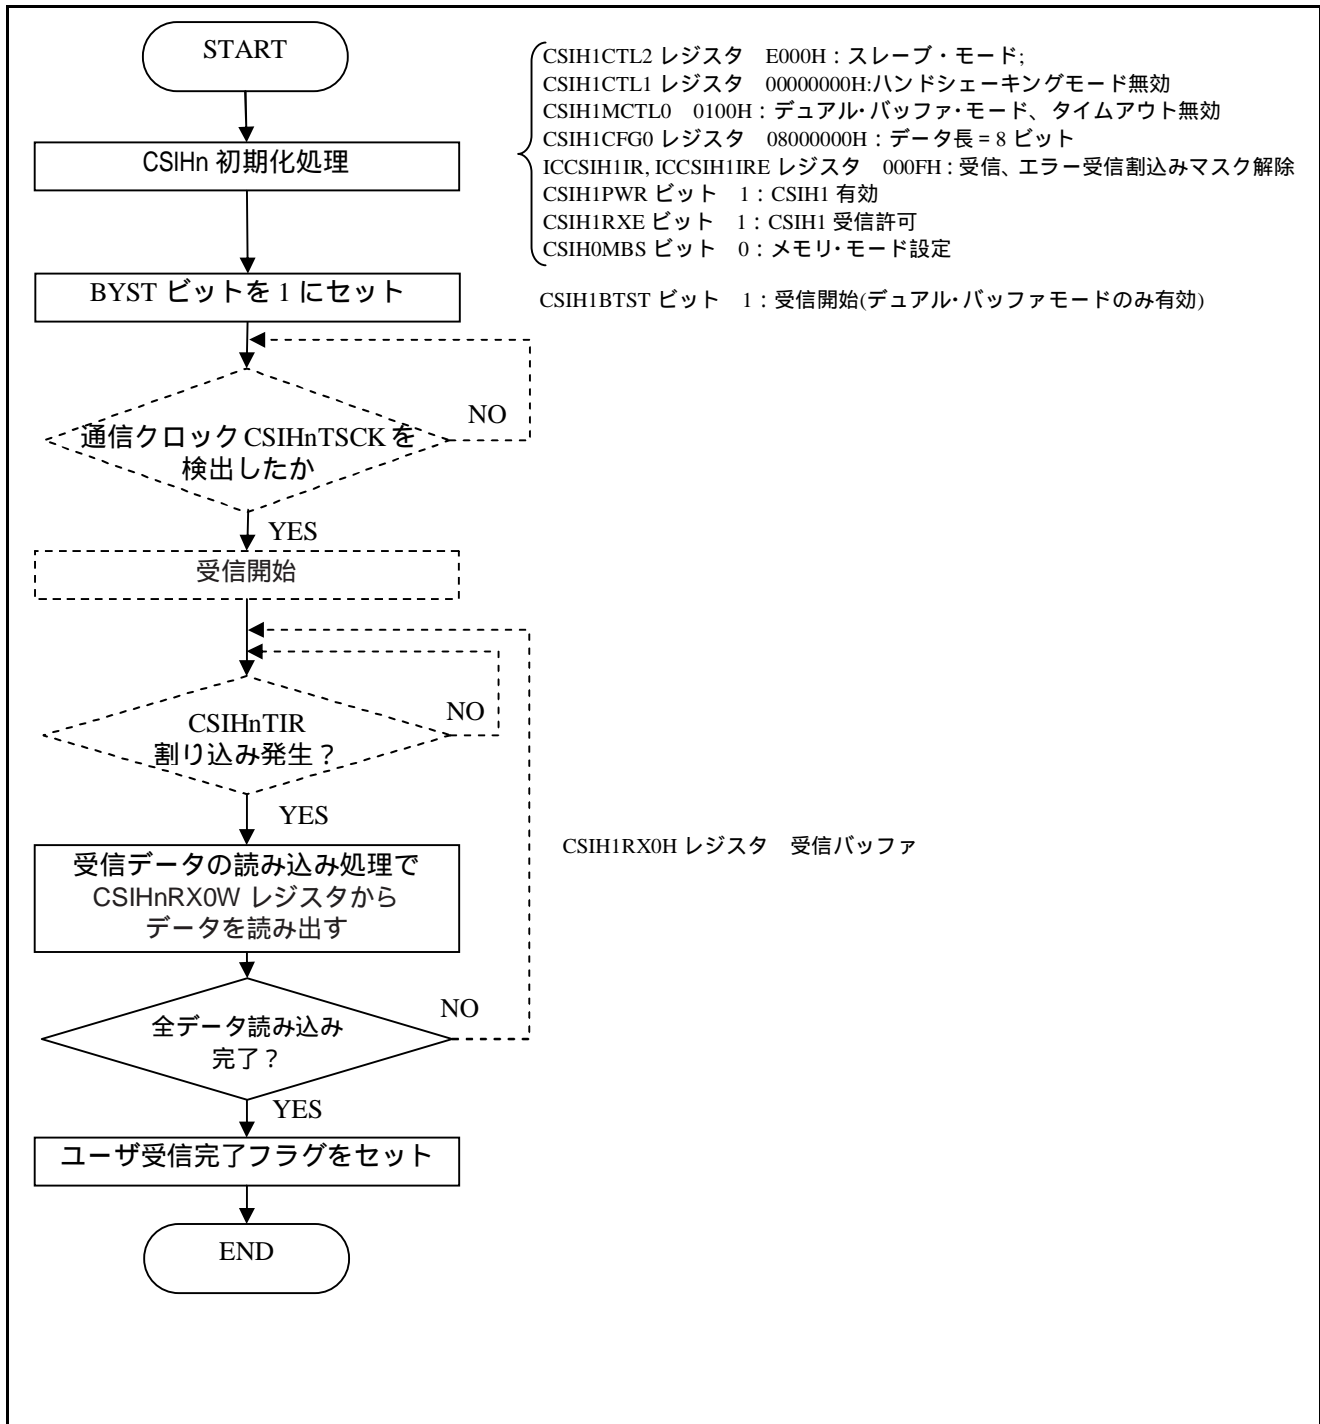 START
CSIH1CTL2 レジスタ　E000H：スレーブ・モード;
CSIH1CTL1 レジスタ　00000000H:ハンドシェーキングモード無効
CSIH1MCTL0　0100H：デュアル・バッファ・モード、タイムアウト無効
CSIH1CFG0 レジスタ　08000000H：データ長 = 8 ビット
ICCSIH1IR, ICCSIH1IRE レジスタ　000FH：受信、エラー受信割込みマスク解除
CSIH1PWR ビット　1：CSIH1 有効
CSIH1RXE ビット　1：CSIH1 受信許可
CSIH0MBS ビット　0：メモリ・モード設定
CSIHn 初期化処理
BYST ビットを 1 にセット
CSIH1BTST ビット　1：受信開始(デュアル・バッファモードのみ有効)
通信クロック CSIHnTSCK を
検出したか
NO
YES
受信開始
CSIHnTIR
割り込み発生？
NO
YES
受信データの読み込み処理で
CSIHnRX0W レジスタから
データを読み出す
CSIH1RX0H レジスタ　受信バッファ
全データ読み込み
完了？
NO
YES
ユーザ受信完了フラグをセット
END